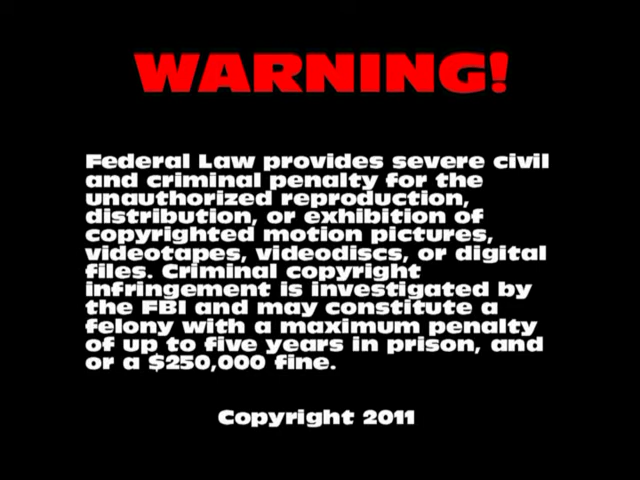 WARNING!
Federal Law provides severe civil
and criminal penalty for the
unauthorized reproduction,
distribution, or exhibition of
copyrighted motion pictures,
videotapes, videodiscs, or digital
files. Criminal copyright
infringement is investigated by
the FBI and may constitute a
felony with a maximum penalty
of up to five years in prison, and
or a $250,000 fine.
Copyright 2011